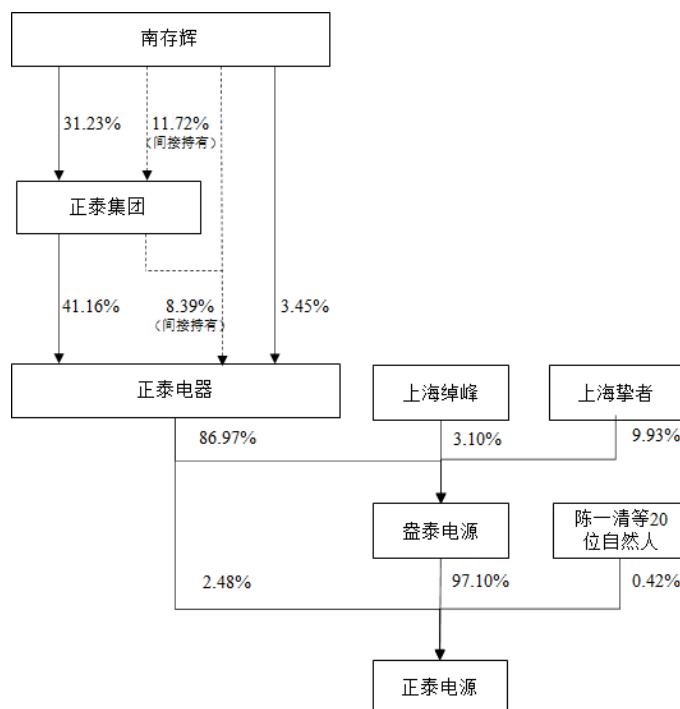 南存辉
31.23%
11.72%
（间接持有）
正泰集团
41.16%
8.39%
（间接持有）
3.45%
正泰电器
上海绰峰
上海挚者
86.97%
3.10%
9.93%
盎泰电源
陈一清等20
位自然人
2.48%
97.10%
0.42%
正泰电源